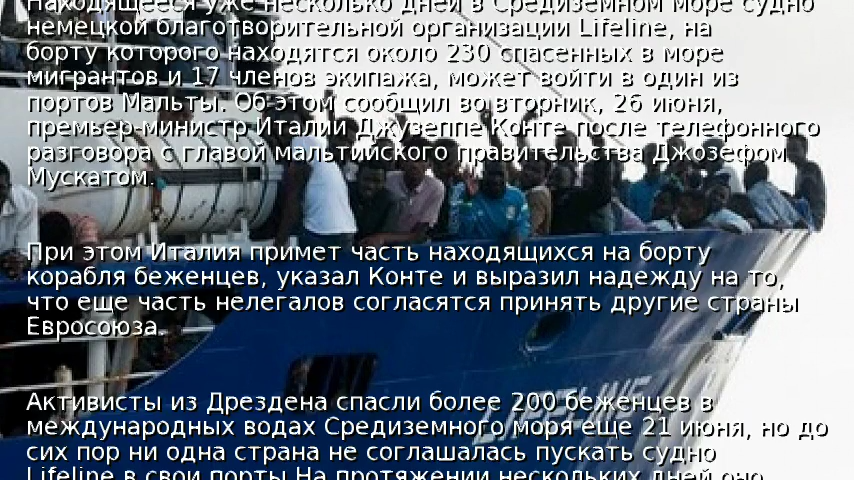 Находящееся уже несколько дней в Средиземном море судно
немецкой благотворительной организации Lifeline, на
борту которого находятся около 230 спасенных в море
мигрантов и 17 членов экипажа, может войти в один из
портов Мальты. Об этом сообщил во вторник, 26 июня,
премьер-министр Италии Джузеппе Конте после телефонного
разговора с главой мальтийского правительства Джозефом
Мускатом.
При этом Италия примет часть находящихся на борту
корабля беженцев, указал Конте и выразил надежду на то,
что еще часть нелегалов согласятся принять другие страны
Евросоюза.
Активисты из Дрездена спасли более 200 беженцев в
международных водах Средиземного моря еще 21 июня, но до
сих пор ни одна страна не соглашалась пускать судно
Lifeline в свои порты.На протяжении нескольких дней оно
LIFELINE